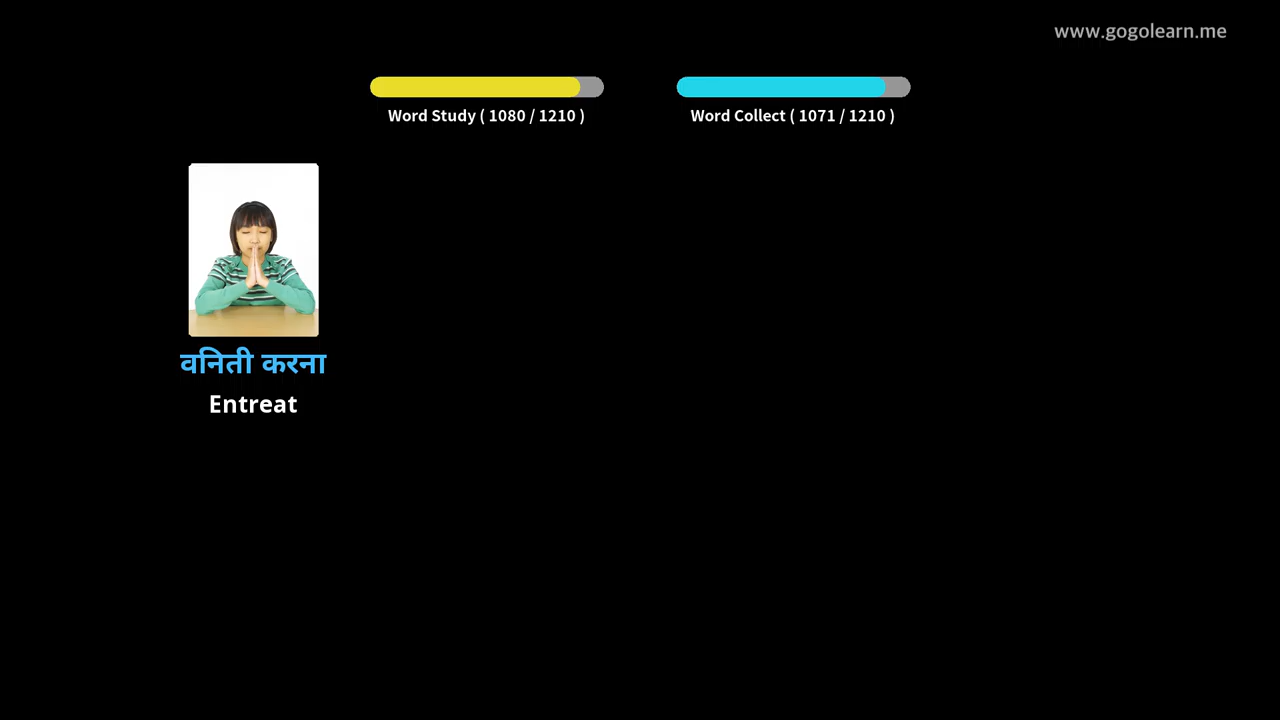 www.gogolearn.me
Word Study ( 1080 / 1210 )
Word Collect ( 1071 / 1210 )
वनिती करना
Entreat